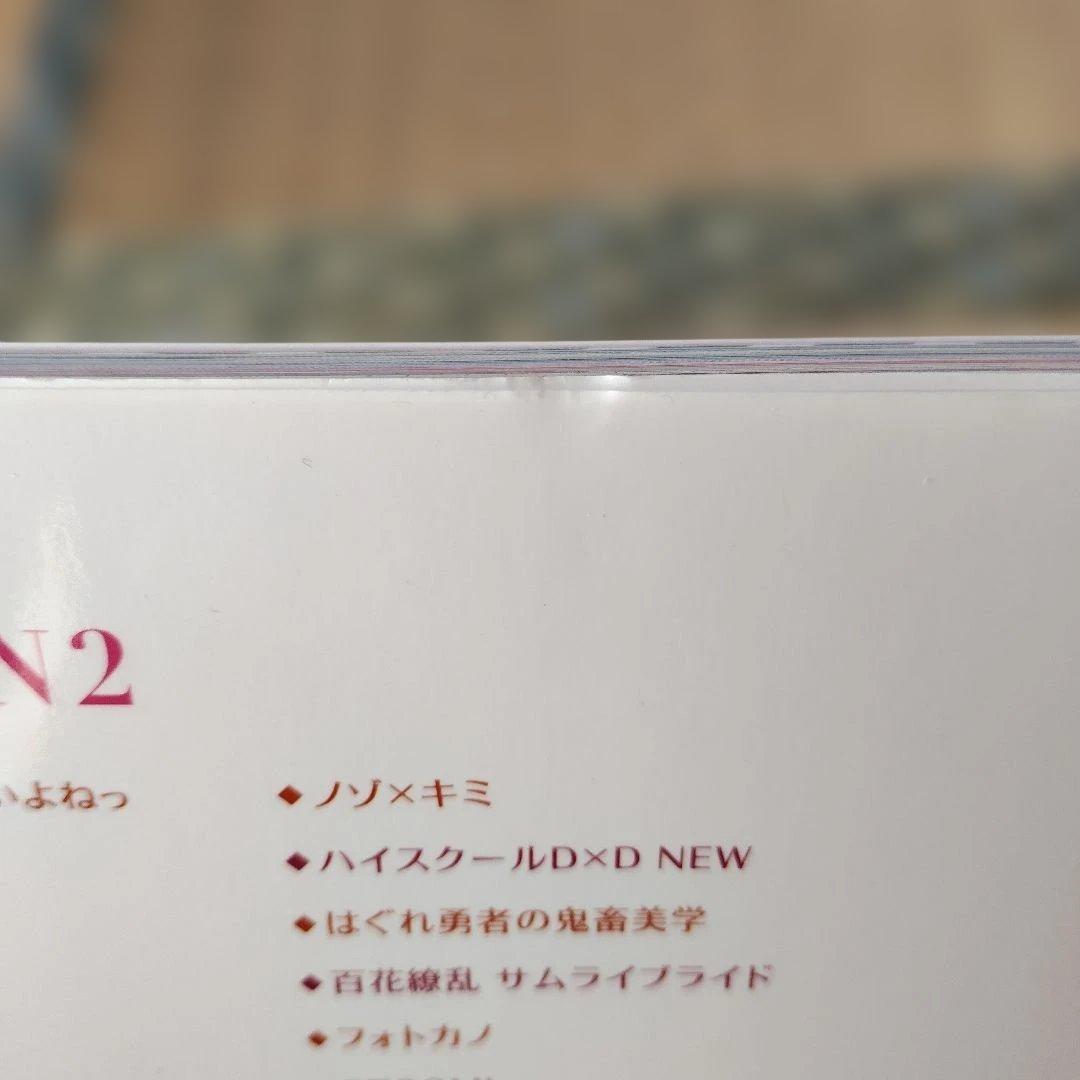 N2
いよねっ
◆ノゾ×キミ
◆ハイスクールD×D NEW
◆はぐれ勇者の鬼畜美学
◆百花繚乱 サムライブライド
◆フォトカノ